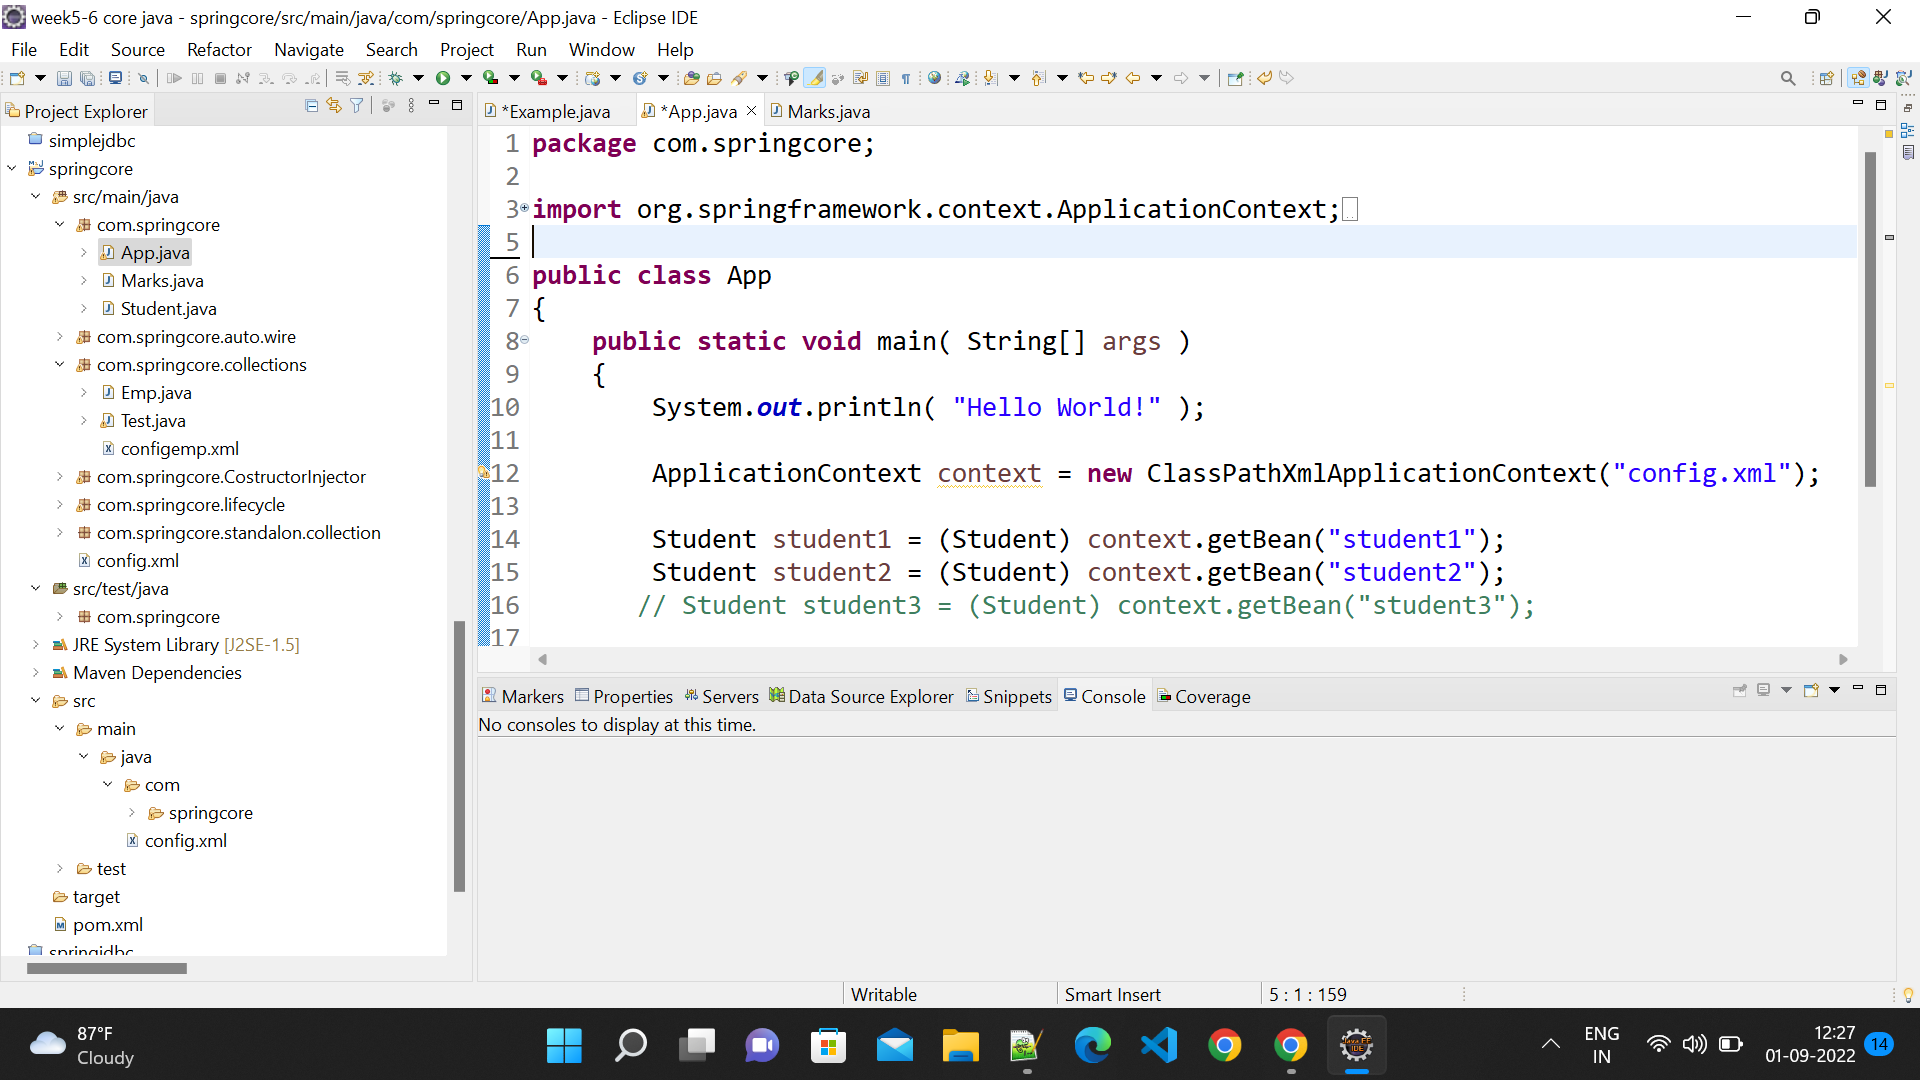 week5-6 core java - springcore/src/main/java/com/springcore/App.java - Eclipse IDE
File Edit Source Refactor Navigate Search Project Run Window Help
Project Explorer
simplejdbc
springcore
src/main/java
com.springcore
App.java
Marks.java
Student.java
com.springcore.auto.wire
com.springcore.collections
Emp.java
Test.java
configemp.xml
com.springcore.CostructorInjector
com.springcore.lifecycle
com.springcore.standalon.collection
config.xml
src/test/java
com.springcore
JRE System Library [J2SE-1.5]
Maven Dependencies
src
main
java
com
springcore
config.xml
test
target
pom.xml
springjdbc
*Example.java *App.java Marks.java
1 package com.springcore;
2
3 import org.springframework.context.ApplicationContext;
5
6 public class App
7 {
8 public static void main( String[] args )
9 {
10 System.out.println( "Hello World!" );
11
12 ApplicationContext context = new ClassPathXmlApplicationContext("config.xml");
13
14 Student student1 = (Student) context.getBean("student1");
15 Student student2 = (Student) context.getBean("student2");
16 // Student student3 = (Student) context.getBean("student3");
17
Markers Properties Servers Data Source Explorer Snippets Console Coverage
No consoles to display at this time.
Writable Smart Insert 5 : 1 : 159
87°F
Cloudy
ENG
IN
12:27
01-09-2022
14